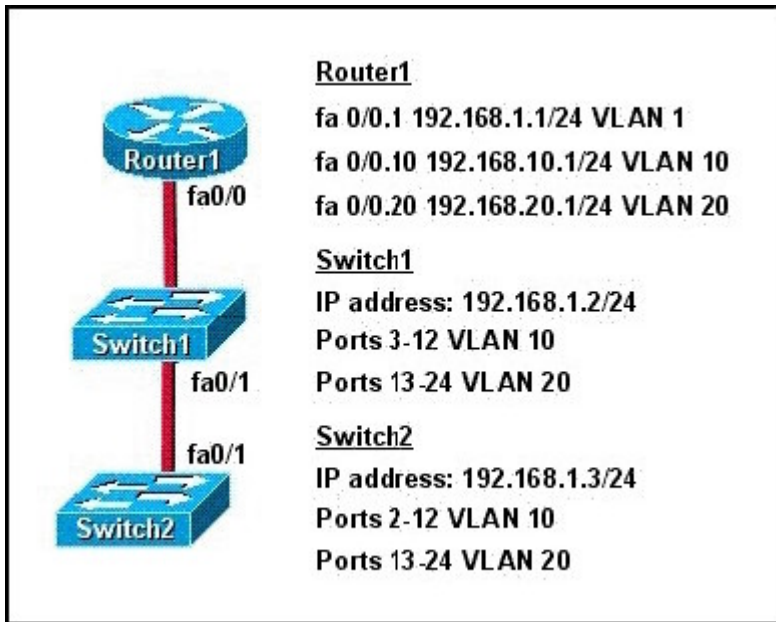 Router1
fa0/0
Switch1
fa0/1
fa0/1
Switch2
Router1
fa 0/0.1 192.168.1.1/24 VLAN 1
fa 0/0.10 192.168.10.1/24 VLAN 10
fa 0/0.20 192.168.20.1/24 VLAN 20
Switch1
IP address: 192.168.1.2/24
Ports 3-12 VLAN 10
Ports 13-24 VLAN 20
Switch2
IP address: 192.168.1.3/24
Ports 2-12 VLAN 10
Ports 13-24 VLAN 20